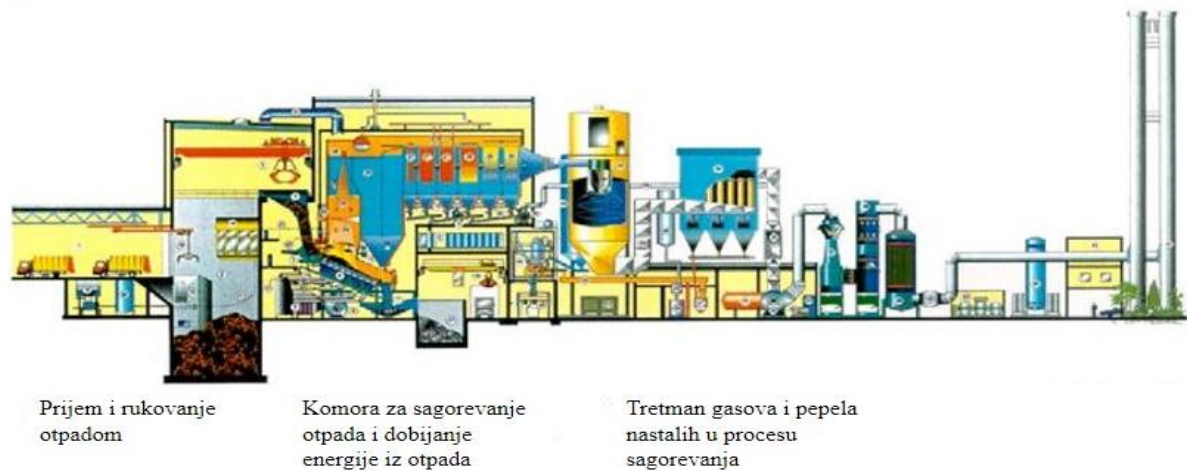 Prijem i rukovanje
otpadom
Komora za sagorevanje
otpada i dobijanje
energije iz otpada
Tretman gasova i pepela
nastalih u procesu
sagorevanja